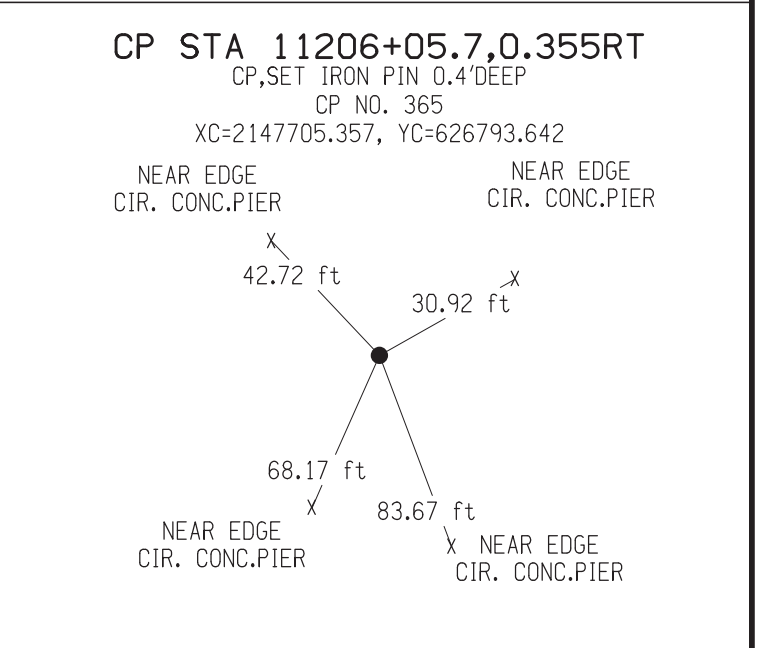 CP STA 11206+05.7,0.355RT
CP,SET IRON PIN 0.4'DEEP
CP NO. 365
XC=2147705.357, YC=626793.642
NEAR EDGE
CIR. CONC.PIER
NEAR EDGE
CIR. CONC.PIER
X
42.72 ft
X
30.92 ft
68.17 ft
X
NEAR EDGE
CIR. CONC.PIER
83.67 ft
X NEAR EDGE
CIR. CONC.PIER